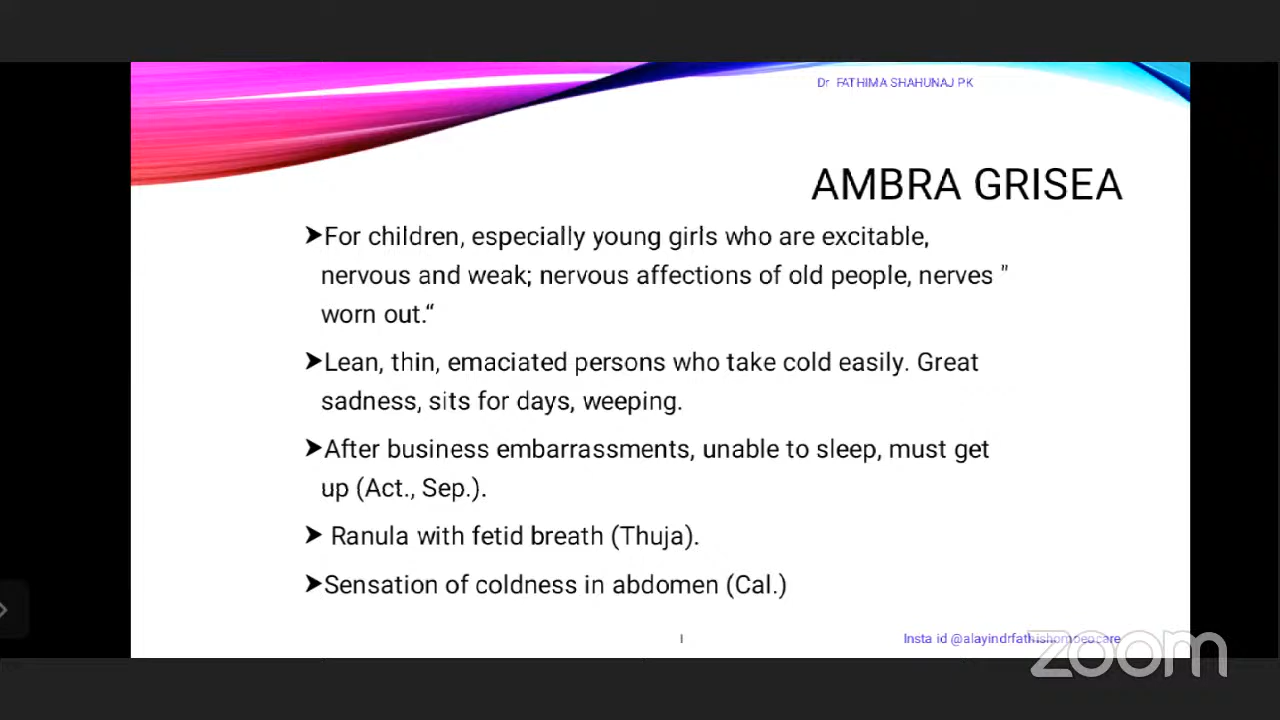 Dr FATHIMA SHAHUNAJ PK
AMBRA GRISEA
➤For children, especially young girls who are excitable,
nervous and weak; nervous affections of old people, nerves "
worn out.“
➤Lean, thin, emaciated persons who take cold easily. Great
sadness, sits for days, weeping.
➤After business embarrassments, unable to sleep, must get
up (Act., Sep.).
➤ Ranula with fetid breath (Thuja).
➤Sensation of coldness in abdomen (Cal.)
Insta id @alayindrfathishomoeocare
zoom